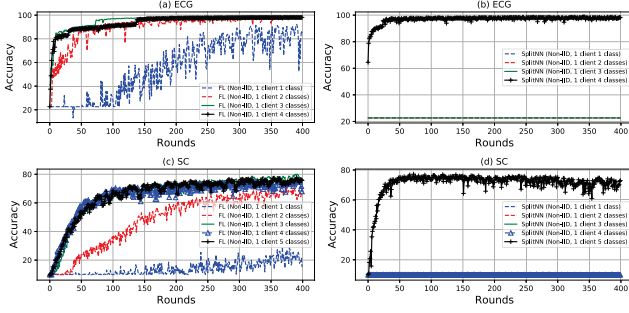 (a) ECG
Accuracy
100
80
60
40
20
0 50 100 150 200 250 300 350 400
Rounds
FL (Non-IID, 1 client 1 class)
FL (Non-IID, 1 client 2 classes)
FL (Non-IID, 1 client 3 classes)
FL (Non-IID, 1 client 4 classes)
(b) ECG
Accuracy
100
80
60
40
20
0 50 100 150 200 250 300 350 400
Rounds
SplitNN (Non-IID, 1 client 1 class)
SplitNN (Non-IID, 1 client 2 classes)
SplitNN (Non-IID, 1 client 3 classes)
SplitNN (Non-IID, 1 client 4 classes)
(c) SC
Accuracy
80
60
40
20
0 50 100 150 200 250 300 350 400
Rounds
FL (Non-IID, 1 client 1 class)
FL (Non-IID, 1 client 2 classes)
FL (Non-IID, 1 client 3 classes)
FL (Non-IID, 1 client 4 classes)
FL (Non-IID, 1 client 5 classes)
(d) SC
Accuracy
80
60
40
20
0 50 100 150 200 250 300 350 400
Rounds
SplitNN (Non-IID, 1 client 1 class)
SplitNN (Non-IID, 1 client 2 classes)
SplitNN (Non-IID, 1 client 3 classes)
SplitNN (Non-IID, 1 client 4 classes)
SplitNN (Non-IID, 1 client 5 classes)